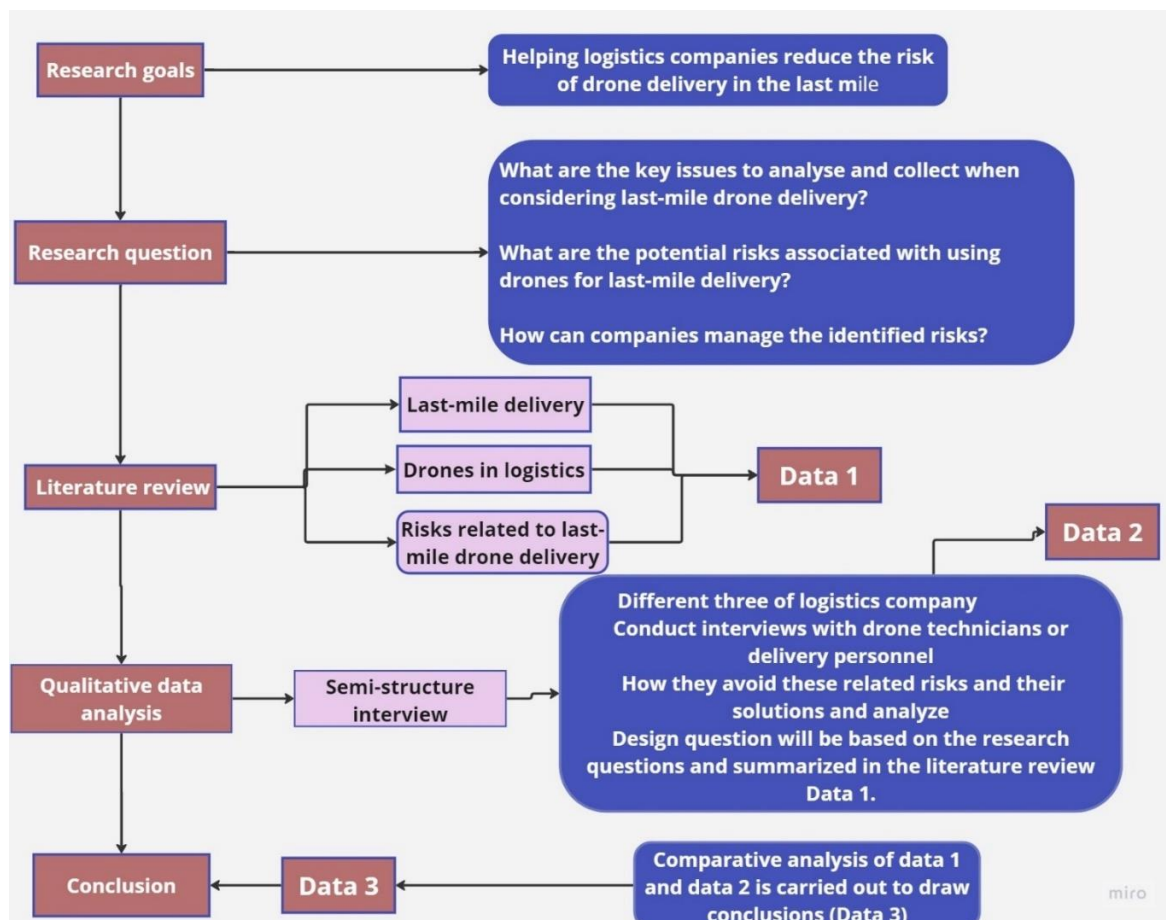 Research goals
Helping logistics companies reduce the risk
of drone delivery in the last mile
What are the key issues to analyse and collect when
considering last-mile drone delivery?
What are the potential risks associated with using
drones for last-mile delivery?
How can companies manage the identified risks?
Research question
Last-mile delivery
Drones in logistics
Risks related to last-
mile drone delivery
Literature review
Data 1
Data 2
Different three of logistics company
Conduct interviews with drone technicians or
delivery personnel
How they avoid these related risks and their
solutions and analyze
Design question will be based on the research
questions and summarized in the literature review
Data 1.
Qualitative data
analysis
Semi-structure
interview
Conclusion
Data 3
Comparative analysis of data 1
and data 2 is carried out to draw
conclusions (Data 3)
miro